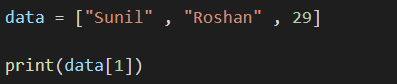 data = ["Sunil" , "Roshan" , 29]
print(data[1])